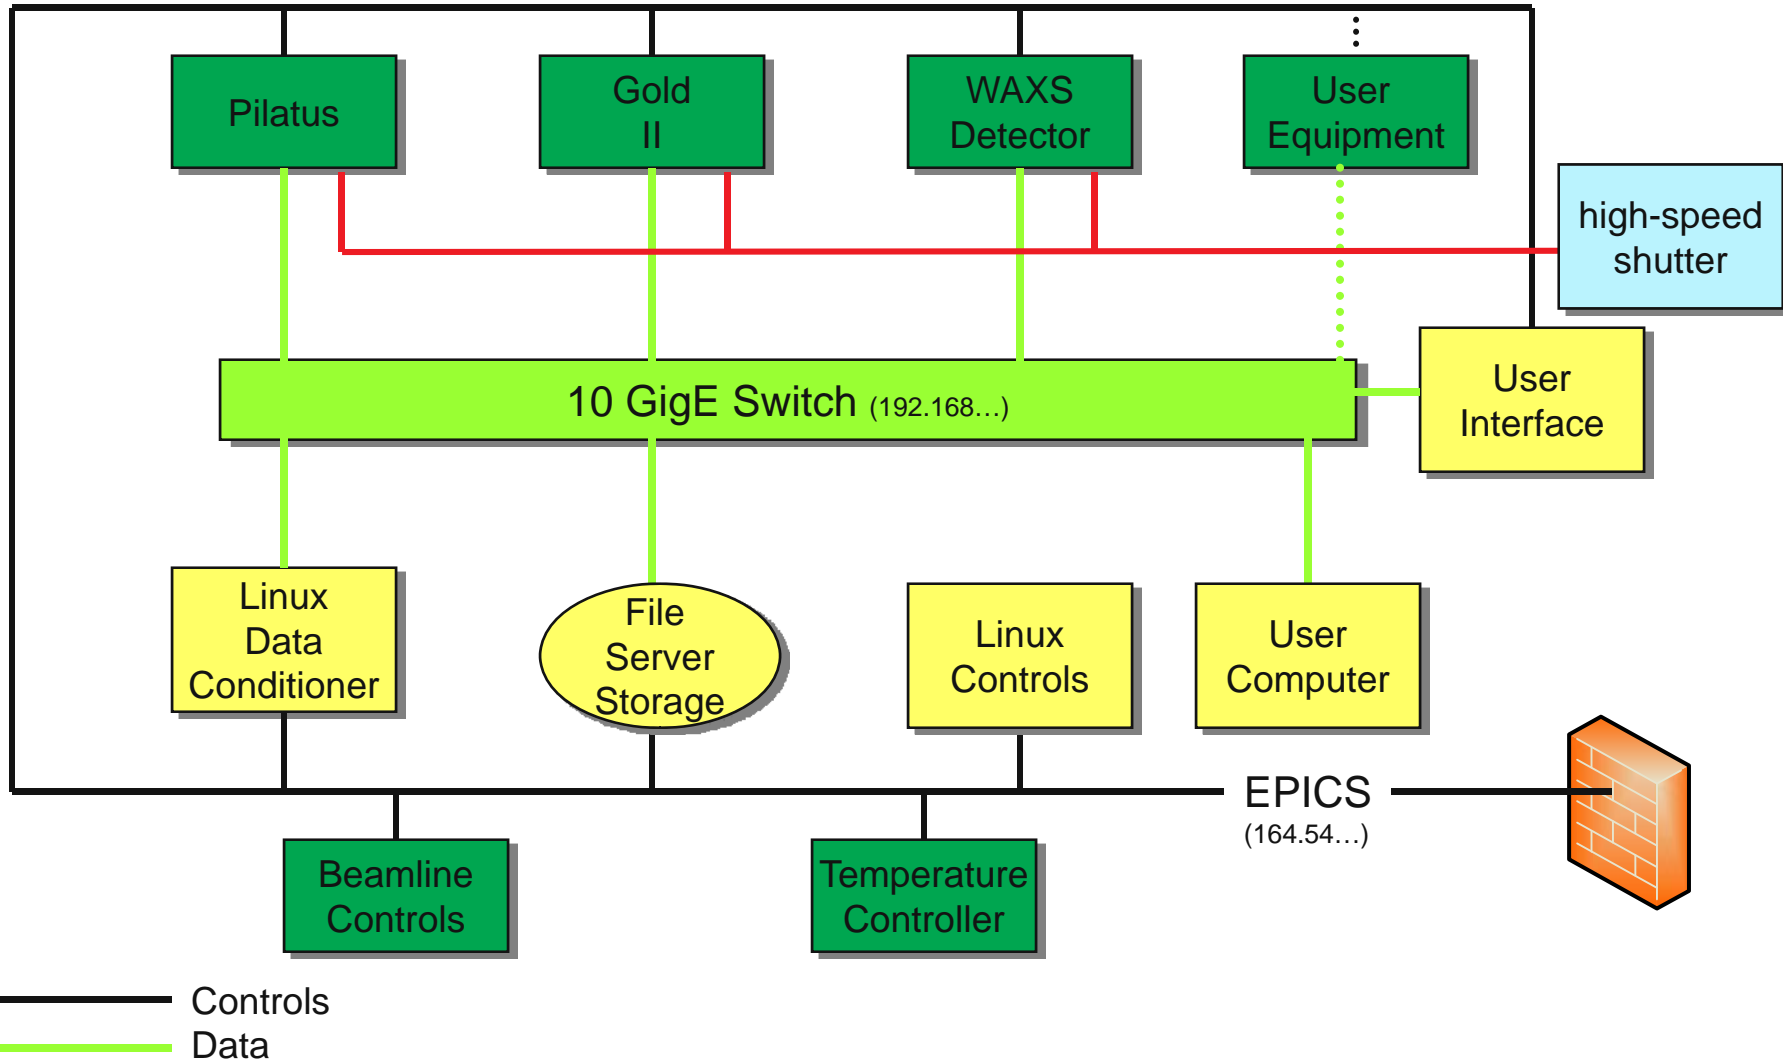 Pilatus
Gold
II
WAXS
Detector
User
Equipment
high-speed
shutter
10 GigE Switch (192.168…)
User
Interface
Linux
Data
Conditioner
File
Server
Storage
Linux
Controls
User
Computer
EPICS
(164.54…)
Beamline
Controls
Temperature
Controller
Controls
Data